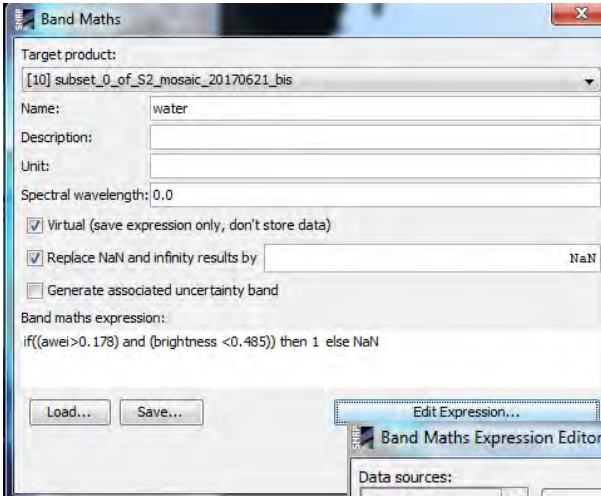 SNAP
Band Maths
Target product:
[10] subset_0_of_S2_mosaic_20170621_bis
Name: water
Description:
Unit:
Spectral wavelength: 0.0
Virtual (save expression only, don't store data)
Replace NaN and infinity results by NaN
Generate associated uncertainty band
Band maths expression:
if((awei>0.178) and (brightness <0.485)) then 1 else NaN
Load... Save... Edit Expression...
SNAP
Band Maths Expression Editor
Data sources: